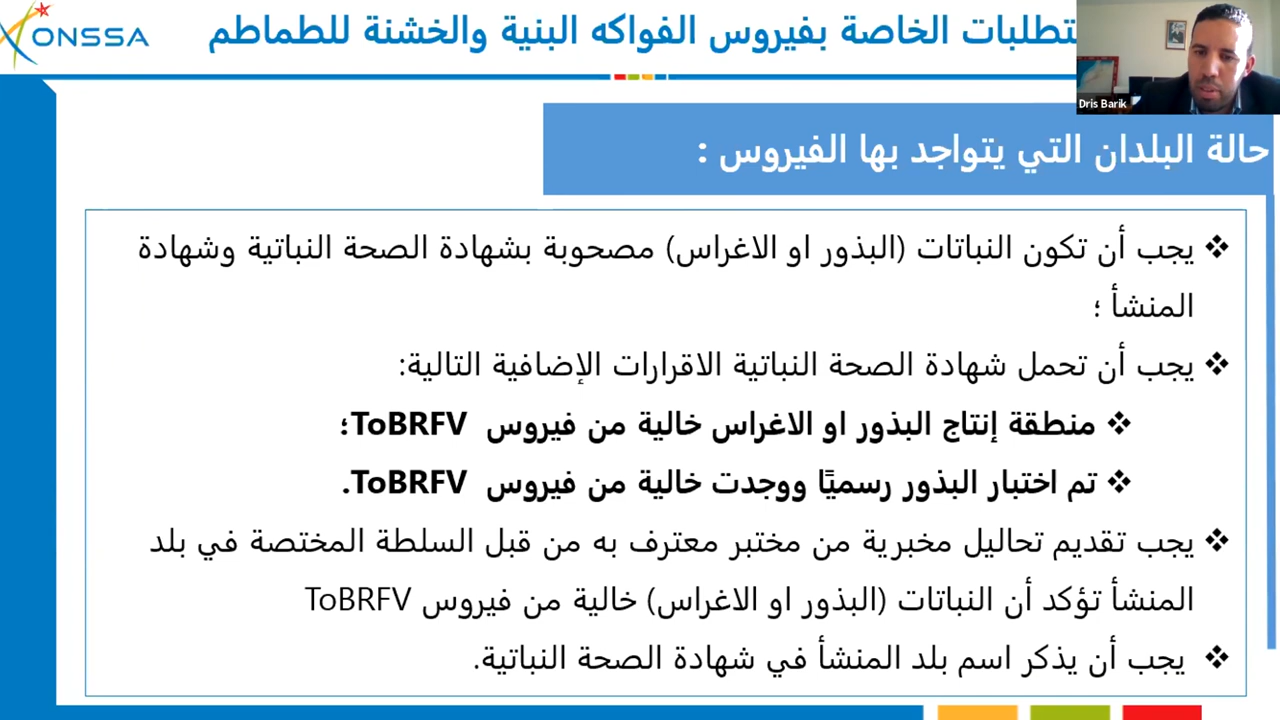 ONSSA
تطلبات الخاصة بفيروس الفواكه البنية والخشنة للطماطم
Dris Barik
حالة البلدان التي يتواجد بها الفيروس :
❖ يجب أن تكون النباتات (البذور او الاغراس) مصحوبة بشهادة الصحة النباتية وشهادة
المنشأ ؛
❖ يجب أن تحمل شهادة الصحة النباتية الاقرارات الإضافية التالية:
❖ منطقة إنتاج البذور او الاغراس خالية من فيروس ToBRFV؛
❖ تم اختبار البذور رسميًا ووجدت خالية من فيروس ToBRFV.
❖ يجب تقديم تحاليل مخبرية من مختبر معترف به من قبل السلطة المختصة في بلد
المنشأ تؤكد أن النباتات (البذور او الاغراس) خالية من فيروس ToBRFV
❖ يجب أن يذكر اسم بلد المنشأ في شهادة الصحة النباتية.